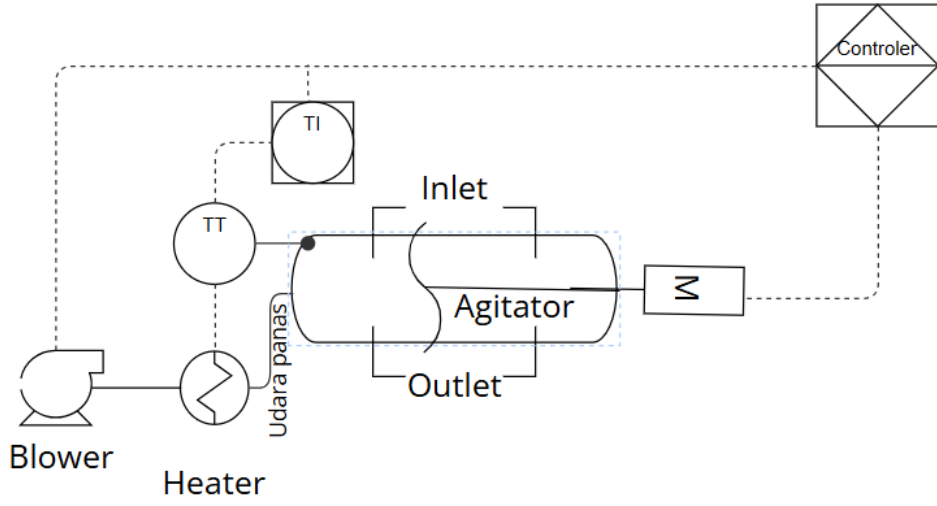 Controler
TI
Inlet
TT
M
Agitator
Udara panas
Outlet
Blower
Heater